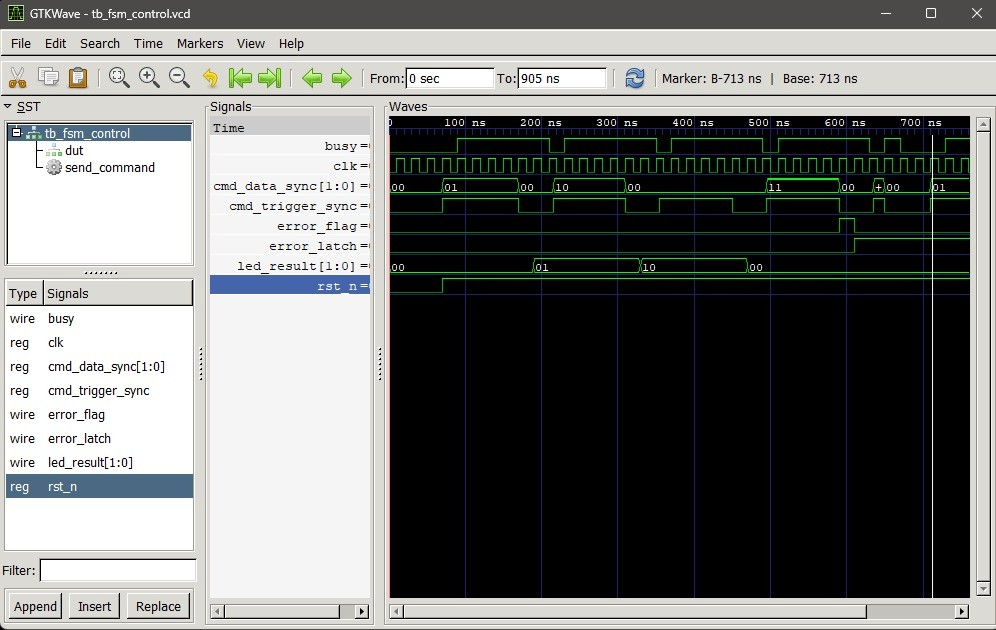 GTKWave - tb_fsm_control.vcd
File Edit Search Time Markers View Help
From: 0 sec To: 905 ns Marker: B-713 ns | Base: 713 ns
SST
tb_fsm_control
dut
send_command
Type Signals
wire busy
reg clk
reg cmd_data_sync[1:0]
reg cmd_trigger_sync
wire error_flag
wire error_latch
wire led_result[1:0]
reg rst_n
Filter:
Append Insert Replace
Signals
Time
busy=
clk=
cmd_data_sync[1:0]=
cmd_trigger_sync=
error_flag=
error_latch=
led_result[1:0]=
rst_n=
Waves
0 100 ns 200 ns 300 ns 400 ns 500 ns 600 ns 700 ns
00 01 00 10 00 11 00 + 00 01
00 01 10 00